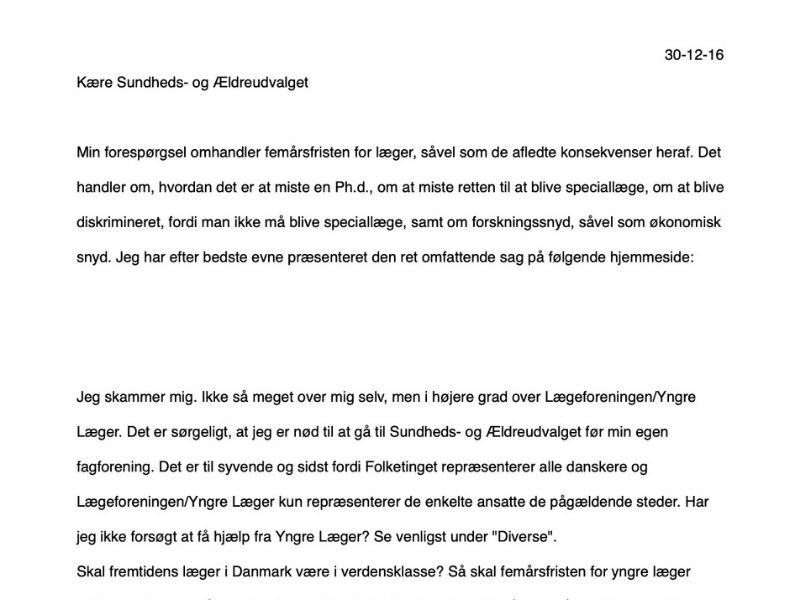 30-12-16
Kære Sundheds- og Ældreudvalget
Min forespørgsel omhandler femårsfristen for læger, såvel som de afledte konsekvenser heraf. Det
handler om, hvordan det er at miste en Ph.d., om at miste retten til at blive speciallæge, om at blive
diskrimineret, fordi man ikke må blive speciallæge, samt om forskningssnyd, såvel som økonomisk
snyd. Jeg har efter bedste evne præsenteret den ret omfattende sag på følgende hjemmeside:
Jeg skammer mig. Ikke så meget over mig selv, men i højere grad over Lægeforeningen/Yngre
Læger. Det er sørgeligt, at jeg er nød til at gå til Sundheds- og Ældreudvalget før min egen
fagforening. Det er til syvende og sidst fordi Folketinget repræsenterer alle danskere og
Lægeforeningen/Yngre Læger kun repræsenterer de enkelte ansatte de pågældende steder. Har
jeg ikke forsøgt at få hjælp fra Yngre Læger? Se venligst under "Diverse".
Skal fremtidens læger i Danmark være i verdensklasse? Så skal femårsfristen for yngre læger